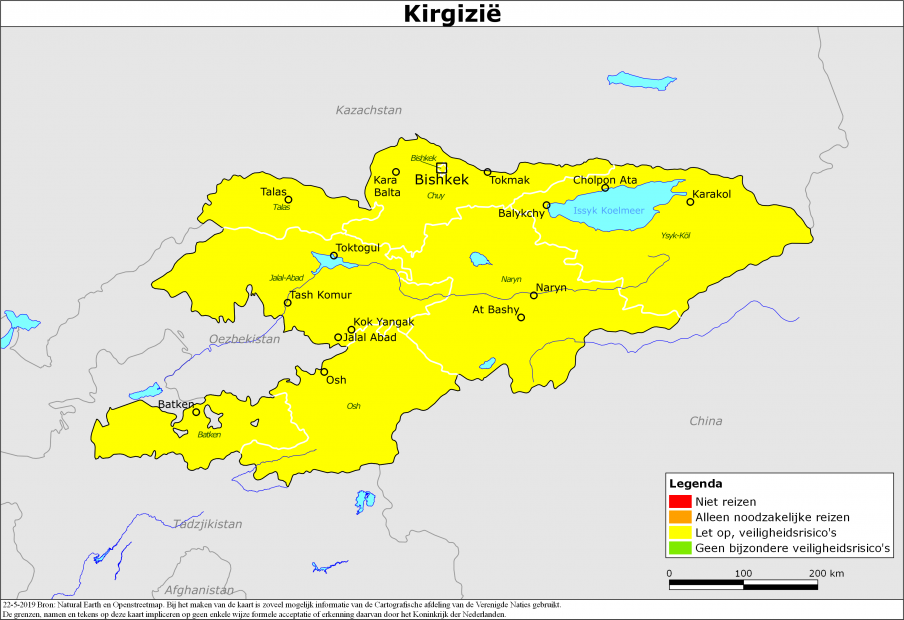 Kirgizië
Kazachstan
Bishkek
Bishkek
Kara
Balta
Tokmak
Chuy
Cholpon Ata
Talas
Talas
Karakol
Balykchy
Issyk Koelmeer
Ysyk-Köl
Toktogul
Jalal-Abad
Naryn
Naryn
Tash Komur
At Bashy
Kok Yangak
Jalal Abad
Oezbekistan
Osh
Osh
Batken
Batken
China
Tadzjikistan
Afghanistan
Legenda
Niet reizen
Alleen noodzakelijke reizen
Let op, veiligheidsrisico's
Geen bijzondere veiligheidsrisico's
0 100 200 km
22-5-2019 Bron: Natural Earth en Openstreetmap. Bij het maken van de kaart is zoveel mogelijk informatie van de Cartografische afdeling van de Verenigde Naties gebruikt.
De grenzen, namen en tekens op deze kaart impliceren op geen enkele wijze formele acceptatie of erkenning daarvan door het Koninkrijk der Nederlanden.